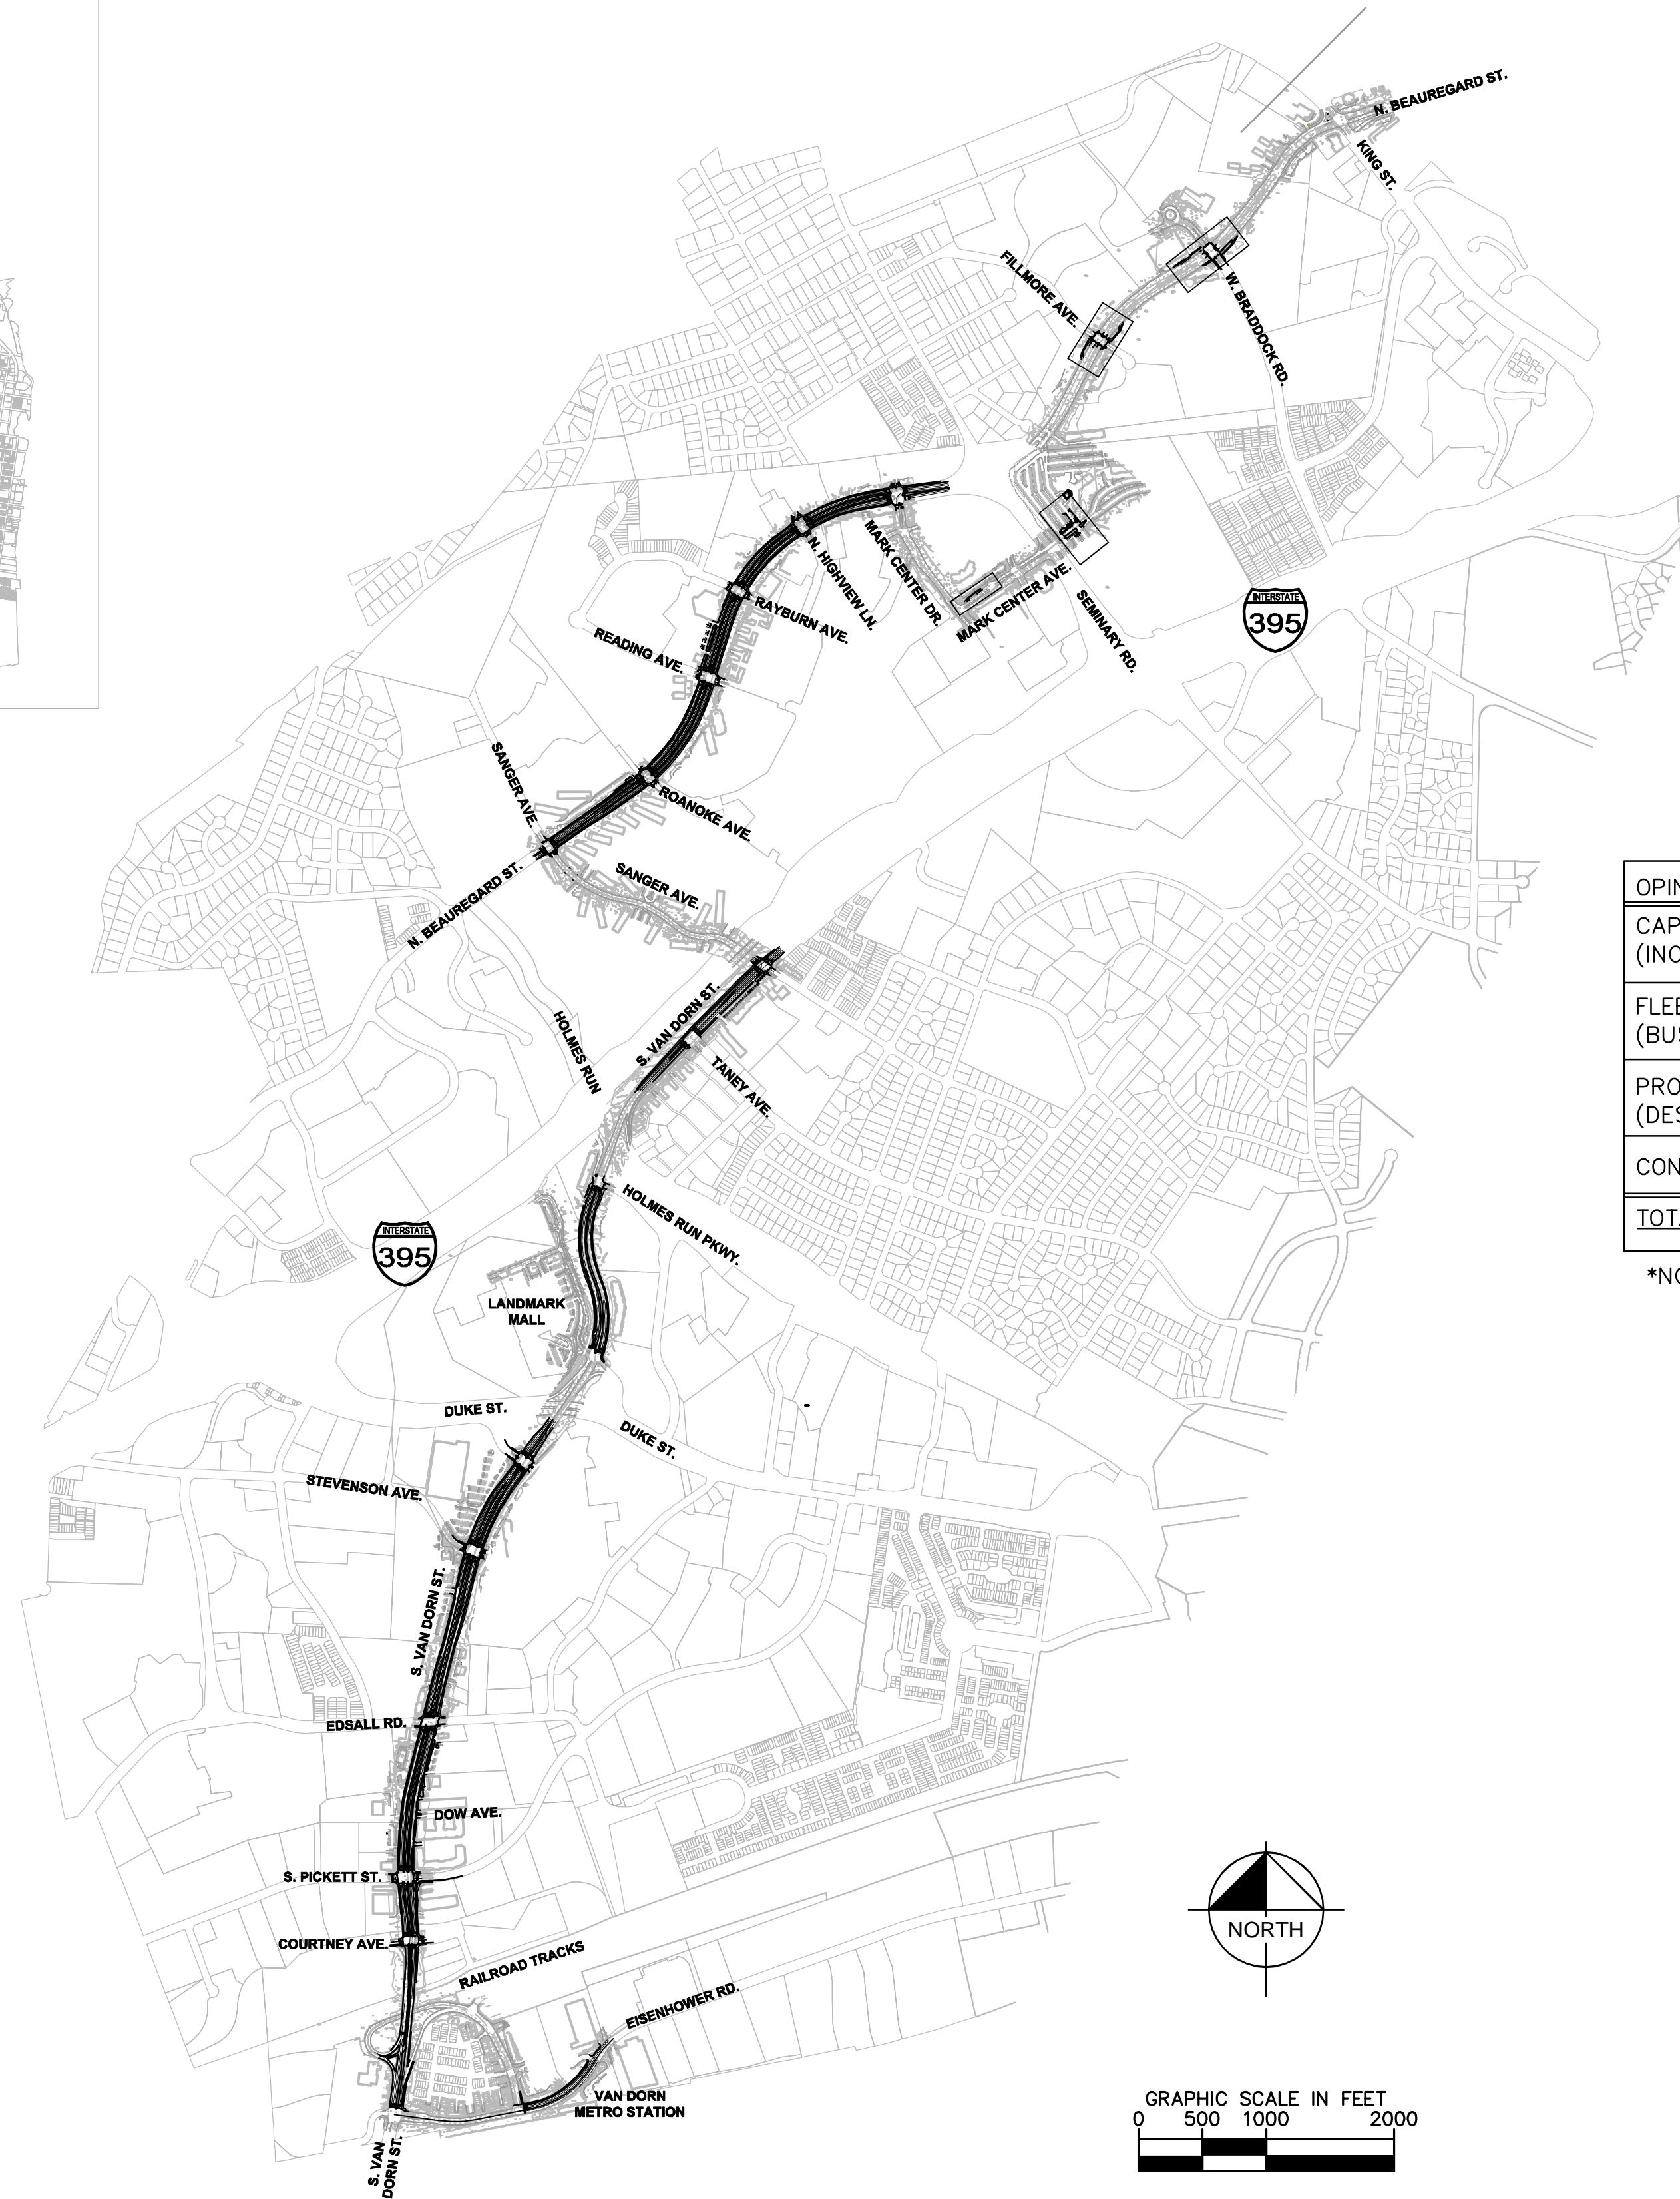 N. BEAUREGARD ST.
KING ST.
W. BRADDOCK RD.
FILLMORE AVE.
MARK CENTER DR.
N. HIGHVIEW LN.
MARK CENTER AVE.
SEMINARY RD.
INTERSTATE
395
RAYBURN AVE.
READING AVE.
SANGER AVE.
ROANOKE AVE.
SANGER AVE.
N. BEAUREGARD ST.
S. VAN DORN ST.
HOLMES RUN
TANEY AVE.
HOLMES RUN PKWY.
INTERSTATE
395
LANDMARK
MALL
DUKE ST.
DUKE ST.
STEVENSON AVE.
S. VAN DORN ST.
EDSALL RD.
DOW AVE.
S. PICKETT ST.
COURTNEY AVE.
RAILROAD TRACKS
EISENHOWER RD.
VAN DORN
METRO STATION
S. VAN
DORN ST.
OPIN
CAP
(INC
FLEE
(BUS
PRO
(DES
CON
TOT
*NO
NORTH
GRAPHIC SCALE IN FEET
0 500 1000 2000